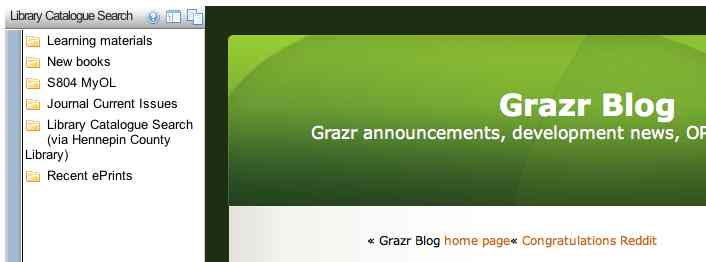 Library Catalogue Search
Learning materials
New books
S804 MyOL
Journal Current Issues
Library Catalogue Search
(via Hennepin County
Library)
Recent ePrints
Grazr Blog
Grazr announcements, development news, OP
« Grazr Blog home page« Congratulations Reddit